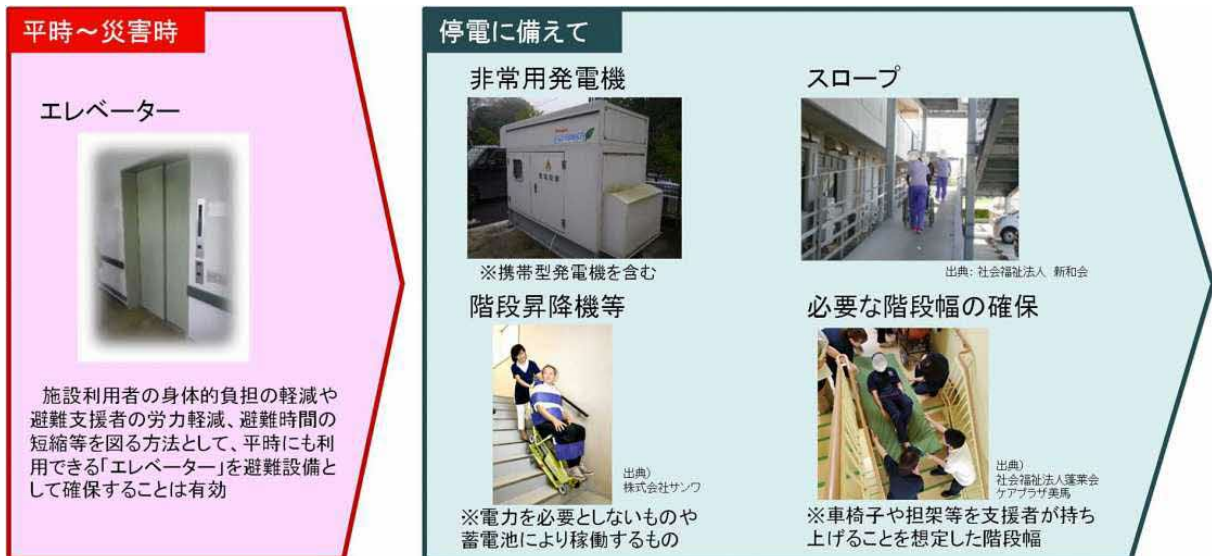 平時～災害時
エレベーター
施設利用者の身体的負担の軽減や
避難支援者の労力軽減、避難時間の
短縮等を図る方法として、平時にも利
用できる「エレベーター」を避難設備と
して確保することは有効
停電に備えて
非常用発電機
※携帯型発電機を含む
スロープ
出典：社会福祉法人 新和会
階段昇降機等
出典）
株式会社サンワ
※電力を必要としないものや
蓄電池により稼働するもの
必要な階段幅の確保
出典）
社会福祉法人蓬莱会
ケアプラザ美馬
※車椅子や担架等を支援者が持ち
上げることを想定した階段幅